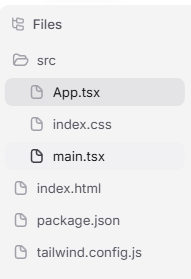 Files
src
App.tsx
index.css
main.tsx
index.html
package.json
tailwind.config.js